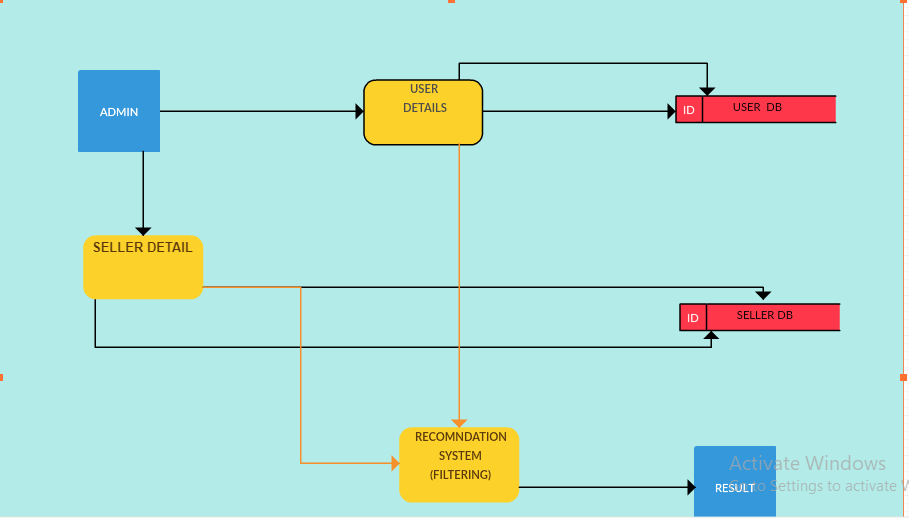 USER
DETAILS
ADMIN
ID
USER  DB
SELLER DETAIL
ID
SELLER DB
RECOMNDATION
SYSTEM
(FILTERING)
RESULT
Activate Windows
Go to Settings to activate W